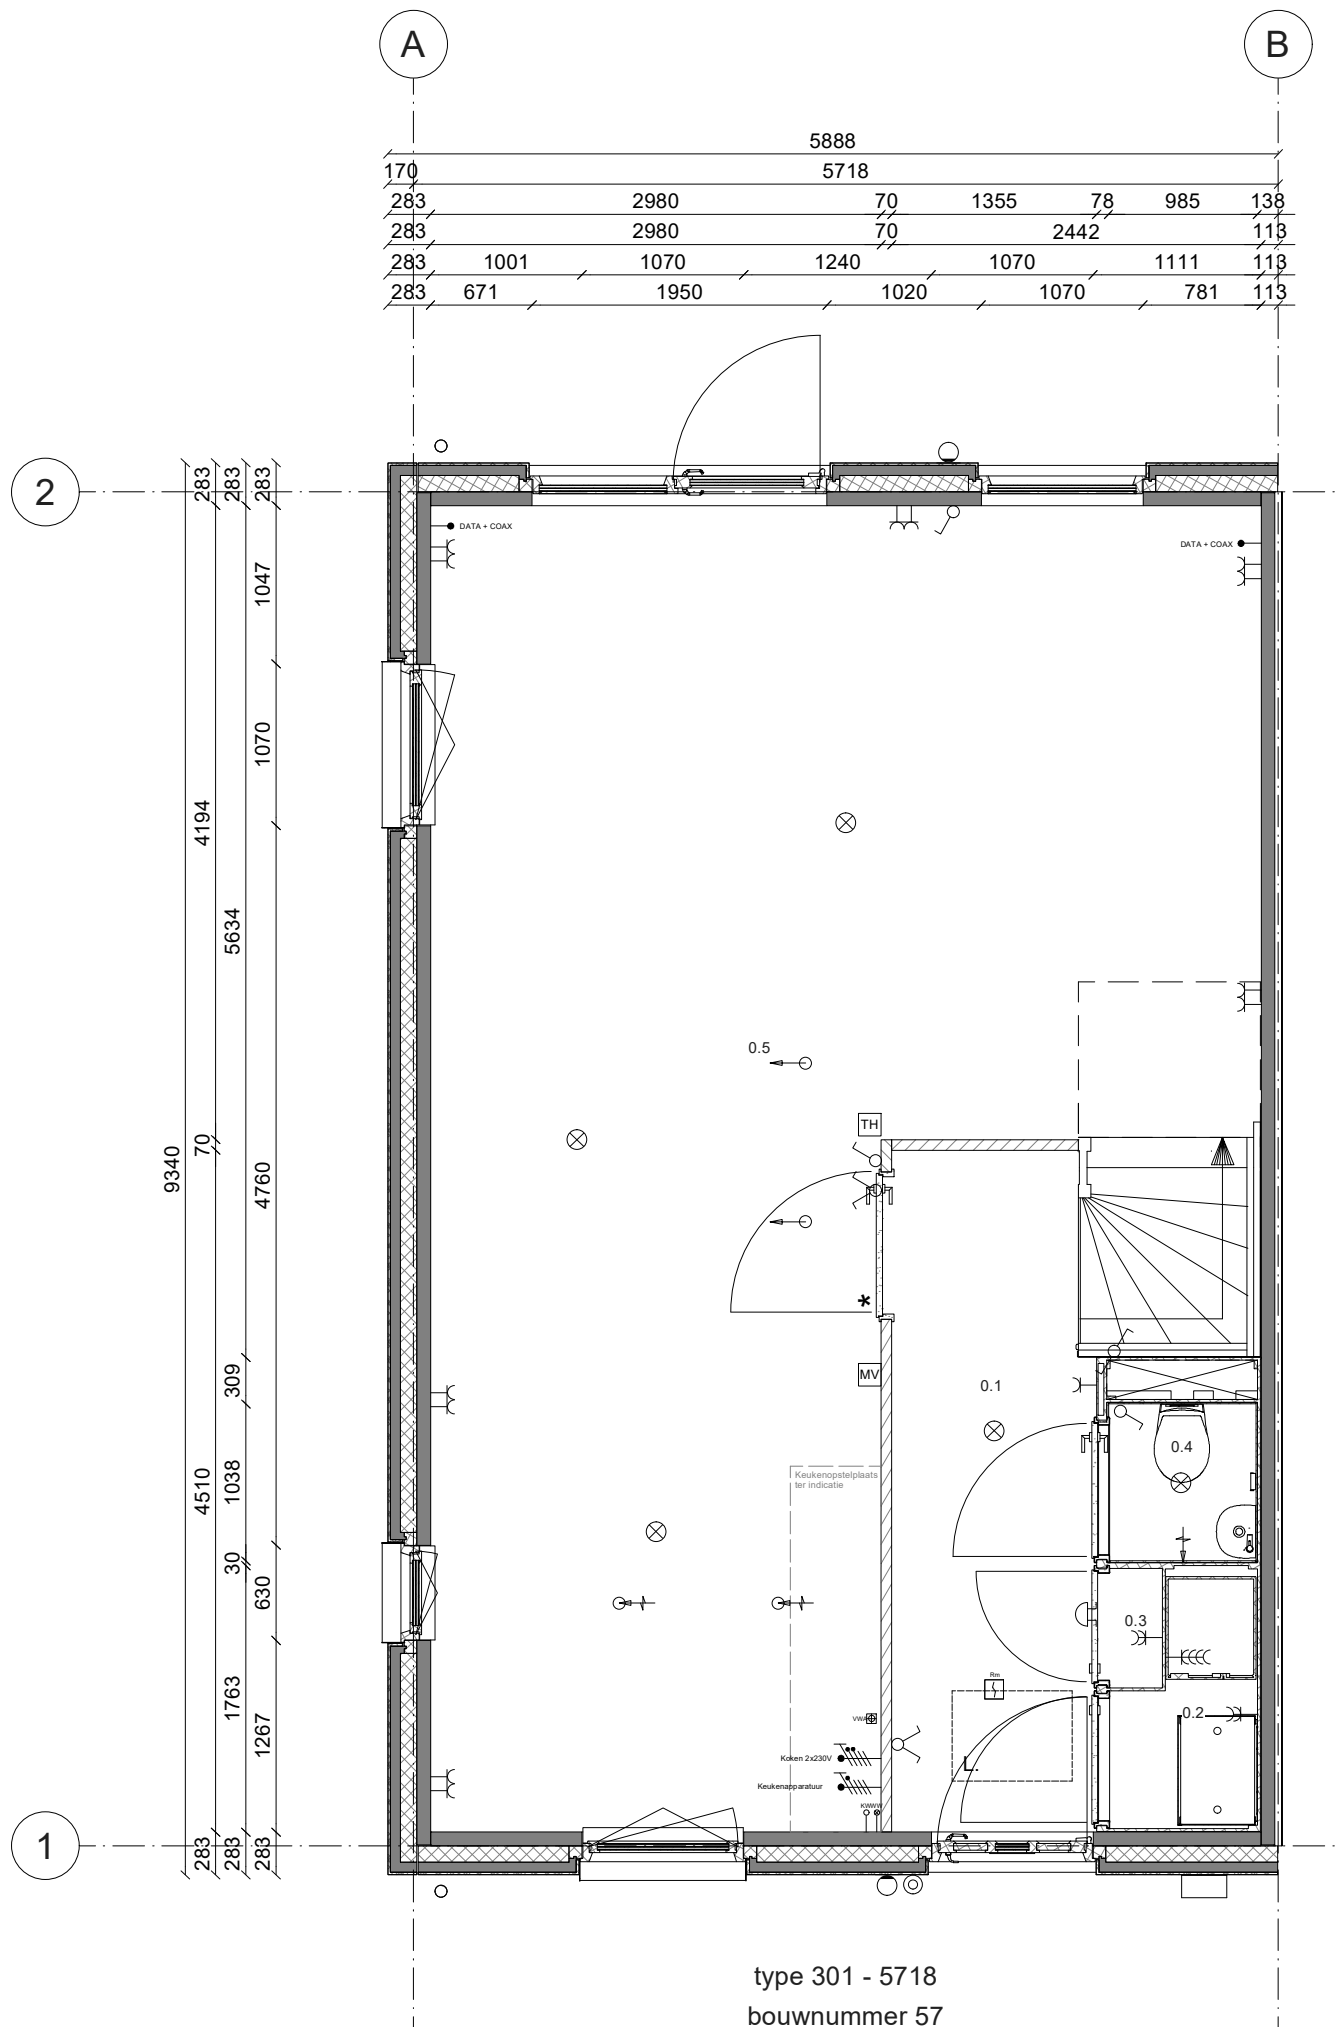 A B
5888
170 5718
283 2980 70 1355 78 985 138
283 2980 70 2442 113
283 1001 1070 1240 1070 1111 113
283 671 1950 1020 1070 781 113
2
283 283 283
DATA + COAX
DATA + COAX
1047
1070
4194
5634
0.5
TH
70
9340
4760
309
MV
0.1
0.4
Keukenopstelplaats
ter indicatie
4510
1038
30
630
0.3
Rm
1763
0.2
1267
VWA
L.
Koken 2x230V
Keukenapparatuur
KW WW
1
283 283 283
type 301 - 5718
bouwnummer 57